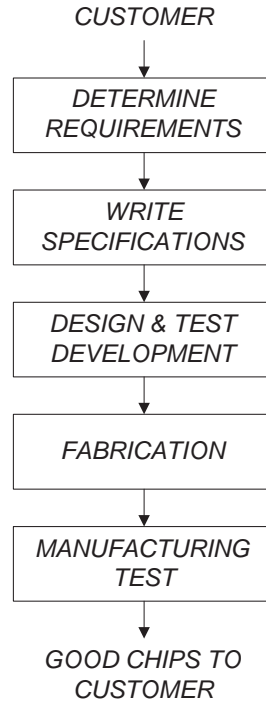 CUSTOMER
DETERMINE
REQUIREMENTS
WRITE
SPECIFICATIONS
DESIGN & TEST
DEVELOPMENT
FABRICATION
MANUFACTURING
TEST
GOOD CHIPS TO
CUSTOMER